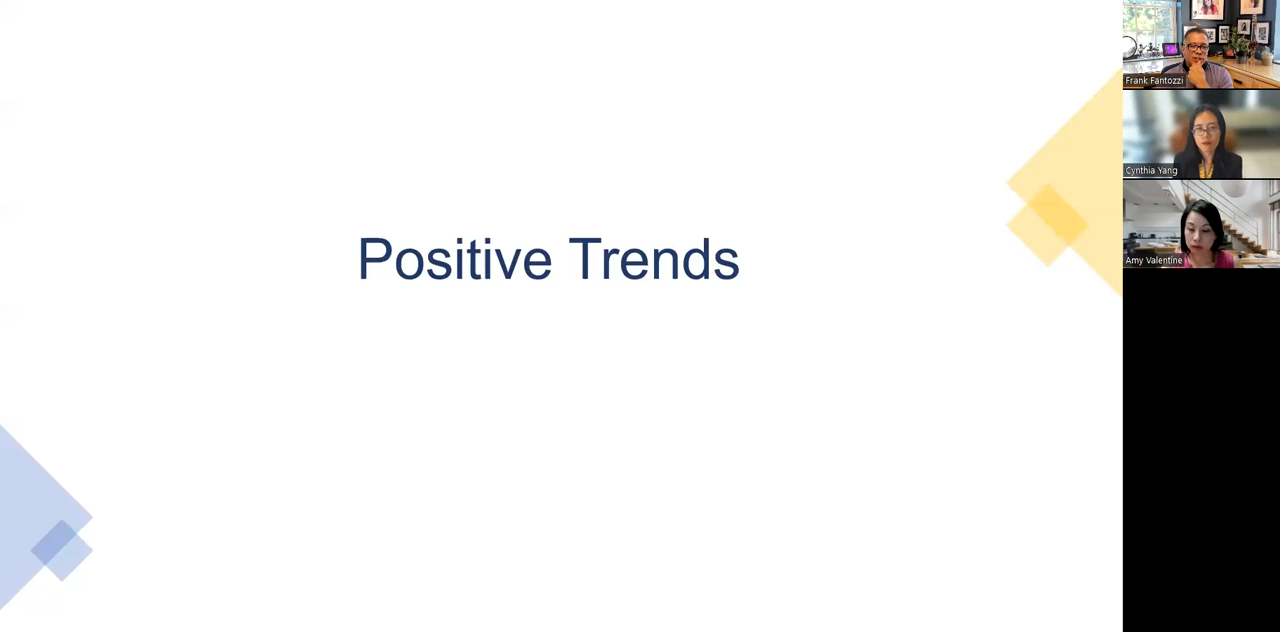 Positive Trends
Frank Fantozzi
Cynthia Yang
Amy Valentine